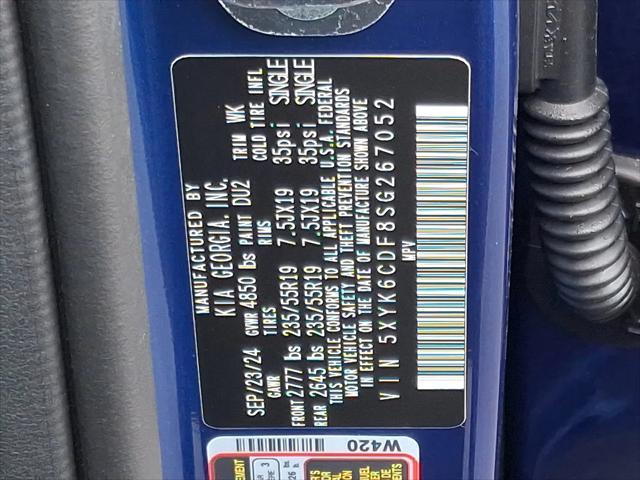 MANUFACTURED BY
KIA GEORGIA, INC.
SEP/23/24 GVWR 4850 lbs PAINT DU2 TRIM WK
GAWR TIRES RIMS COLD TIRE INFL
FRONT 2777 lbs 235/55R19 7.5JX19 35psi SINGLE
REAR 2645 lbs 235/55R19 7.5JX19 35psi SINGLE
THIS VEHICLE CONFORMS TO ALL APPLICABLE U.S.A. FEDERAL
MOTOR VEHICLE SAFETY AND THEFT PREVENTION STANDARDS
IN EFFECT ON THE DATE OF MANUFACTURE SHOWN ABOVE
VIN 5XYK6CDF8SG267052
MPV
W420